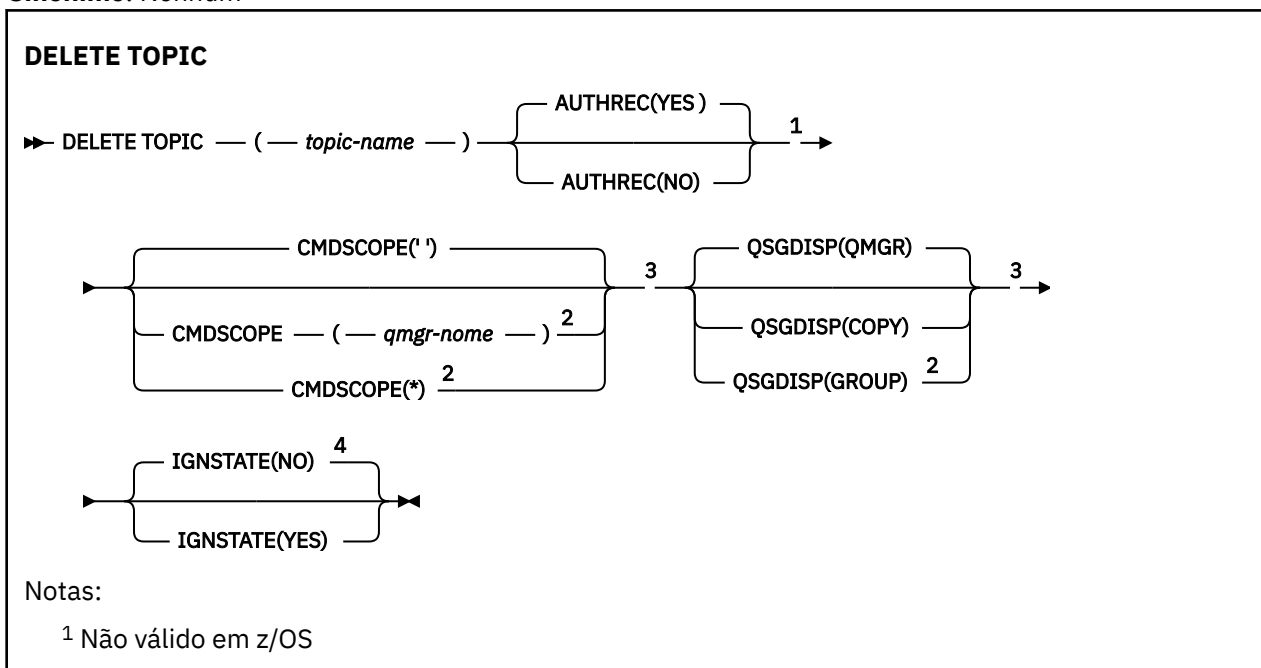 DELETE TOPIC
AUTHREC(YES )
DELETE TOPIC ( topic-name ) 1
AUTHREC(NO)
CMDSCOPE(' ') QSGDISP(QMGR)
3 3
CMDSCOPE ( qmgr-nome ) 2 QSGDISP(COPY)
CMDSCOPE(*) 2 QSGDISP(GROUP) 2
IGNSTATE(NO) 4
IGNSTATE(YES)
Notas:
1 Não válido em z/OS